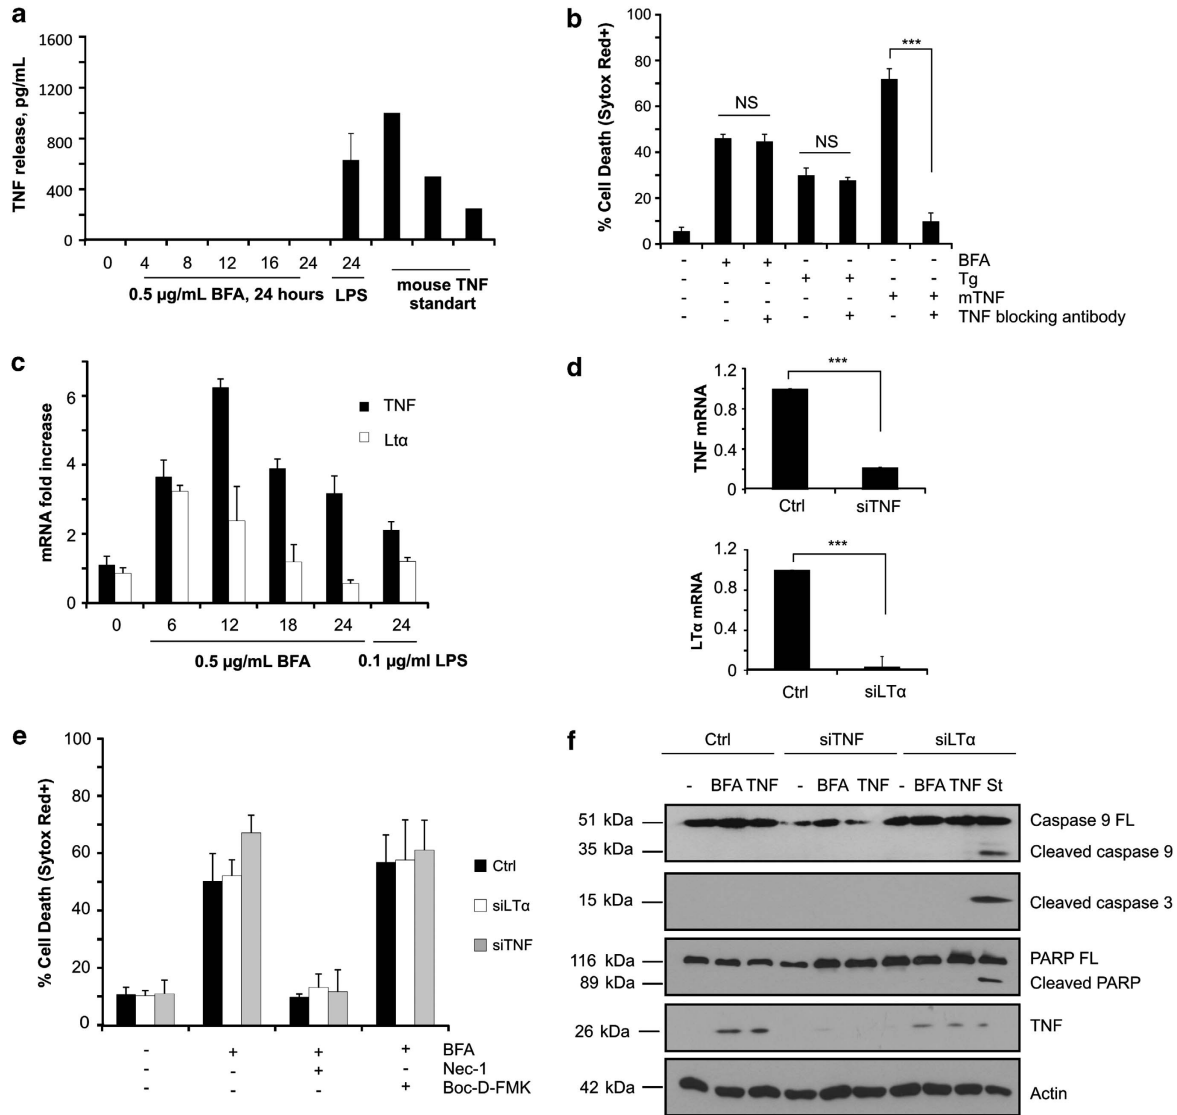 a
TNF release, pg/mL
1600
1200
800
400
0
0 4 8 12 16 24 24
0.5 µg/mL BFA, 24 hours LPS mouse TNF
standart
b
% Cell Death (Sytox Red+)
100
80
60
40
20
0
NS
NS
***
- + + - - - - BFA
- - - + + - - Tg
- - - - - + + mTNF
- - + - + - + TNF blocking antibody
c
mRNA fold increase
6
4
2
0
TNF
Ltα
0 6 12 18 24 24
0.5 µg/mL BFA 0.1 µg/ml LPS
d
TNF mRNA
1.2
0.8
0.4
0
***
Ctrl siTNF
LTα mRNA
1.2
0.8
0.4
0
***
Ctrl siLTα
e
% Cell Death (Sytox Red+)
100
80
60
40
20
0
Ctrl
siLTα
siTNF
- + + + BFA
- - + - Nec-1
- - - + Boc-D-FMK
f
Ctrl siTNF siLTα
- BFA TNF - BFA TNF - BFA TNF St
51 kDa Caspase 9 FL
35 kDa Cleaved caspase 9
15 kDa Cleaved caspase 3
116 kDa PARP FL
89 kDa Cleaved PARP
26 kDa TNF
42 kDa Actin